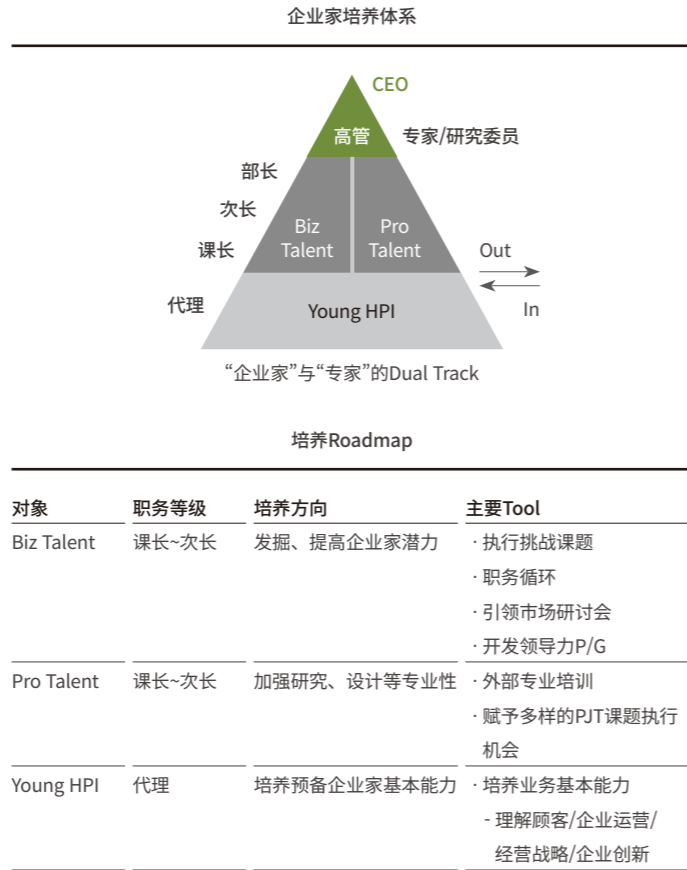 企业家培养体系
CEO
高管
专家/研究委员
部长
次长
课长
Biz
Talent
Pro
Talent
Out
代理
Young HPI
In
“企业家”与“专家”的Dual Track
培养Roadmap
对象 职务等级 培养方向 主要Tool
Biz Talent 课长~次长 发掘、提高企业家潜力 · 执行挑战课题
· 职务循环
· 引领市场研讨会
· 开发领导力P/G
Pro Talent 课长~次长 加强研究、设计等专业性 · 外部专业培训
· 赋予多样的PJT课题执行
机会
Young HPI 代理 培养预备企业家基本能力 · 培养业务基本能力
- 理解顾客/企业运营/
经营战略/企业创新